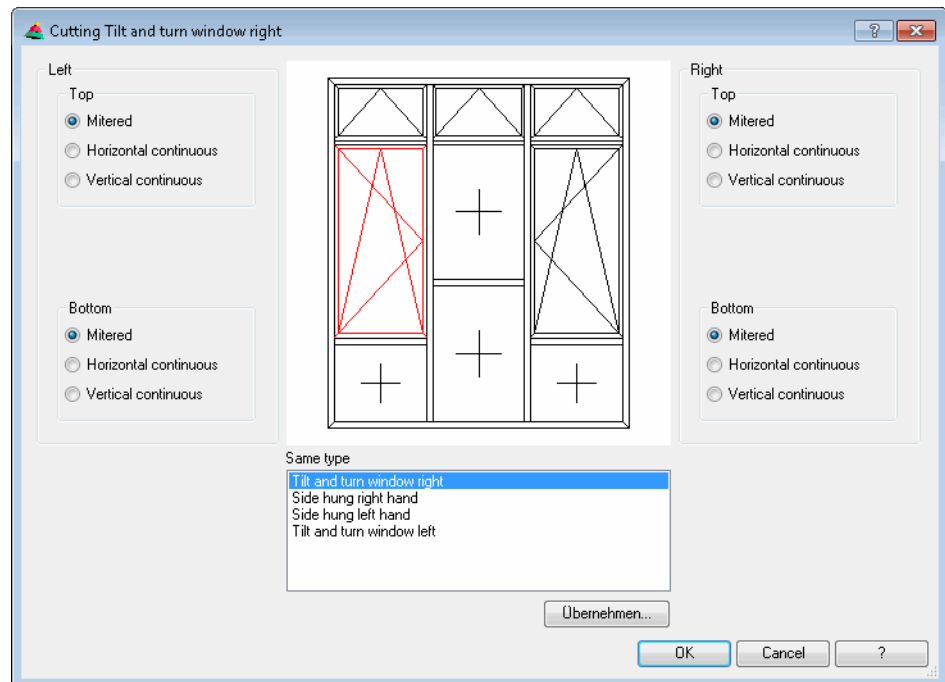 Cutting Tilt and turn window right
Left
Top
Mitered
Horizontal continuous
Vertical continuous
Bottom
Mitered
Horizontal continuous
Vertical continuous
Right
Top
Mitered
Horizontal continuous
Vertical continuous
Bottom
Mitered
Horizontal continuous
Vertical continuous
Same type
Tilt and turn window right
Side hung right hand
Side hung left hand
Tilt and turn window left
Übernehmen...
OK
Cancel
?